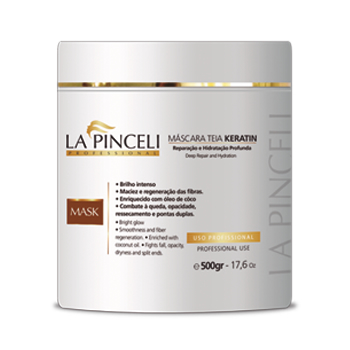 LA PINCELI
PROFESSIONAL
MÁSCARA TEIA KERATIN
Reparação e Hidratação Profunda
Deep Repair and Hydration
MASK
• Brilho intenso
• Maciez e regeneração das fibras.
• Enriquecido com óleo de côco
• Combate à queda, opacidade,
ressecamento e pontas duplas.
• Bright glow
• Smoothness and fiber
regeneration. • Enriched with
coconut oil. • Fights fall, opacity,
dryness and split ends.
USO PROFISSIONAL
PROFESSIONAL USE
℮ 500gr - 17,6 Oz
LA PINCELI